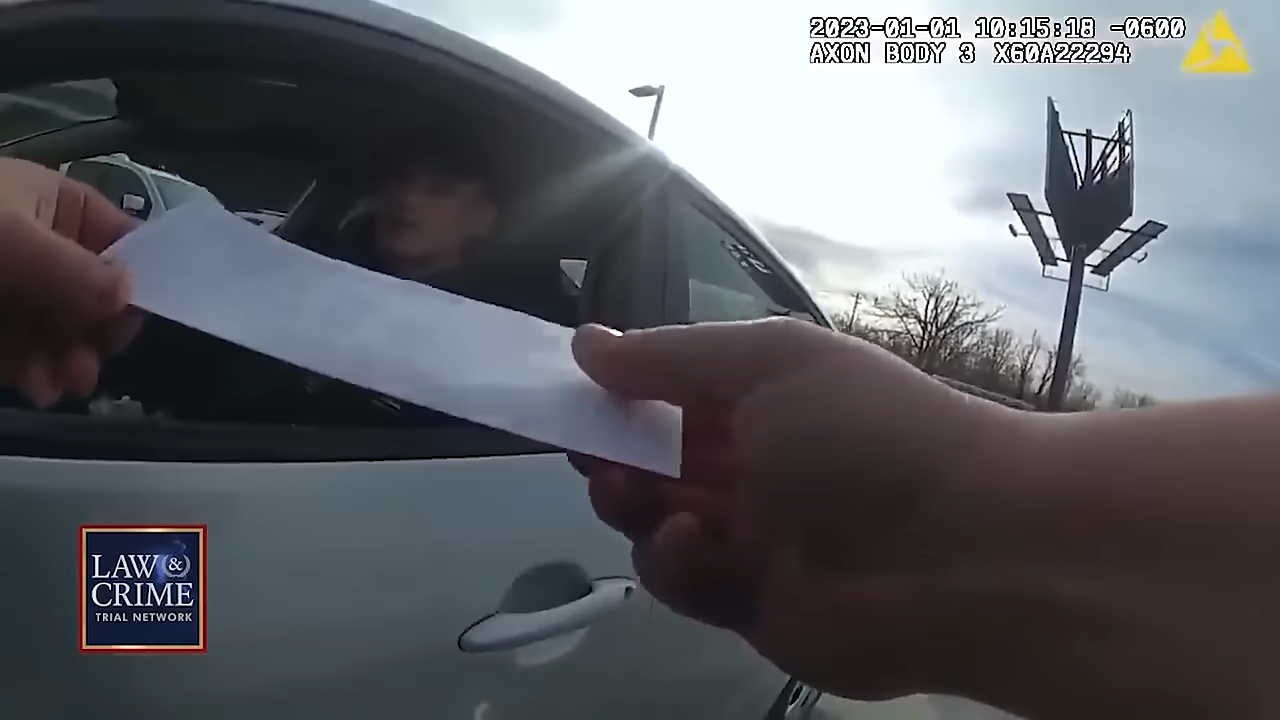 2023-01-01 10:15:18 -0600
AXON BODY 3 X60A22294
LAW &
CRIME
TRIAL NETWORK